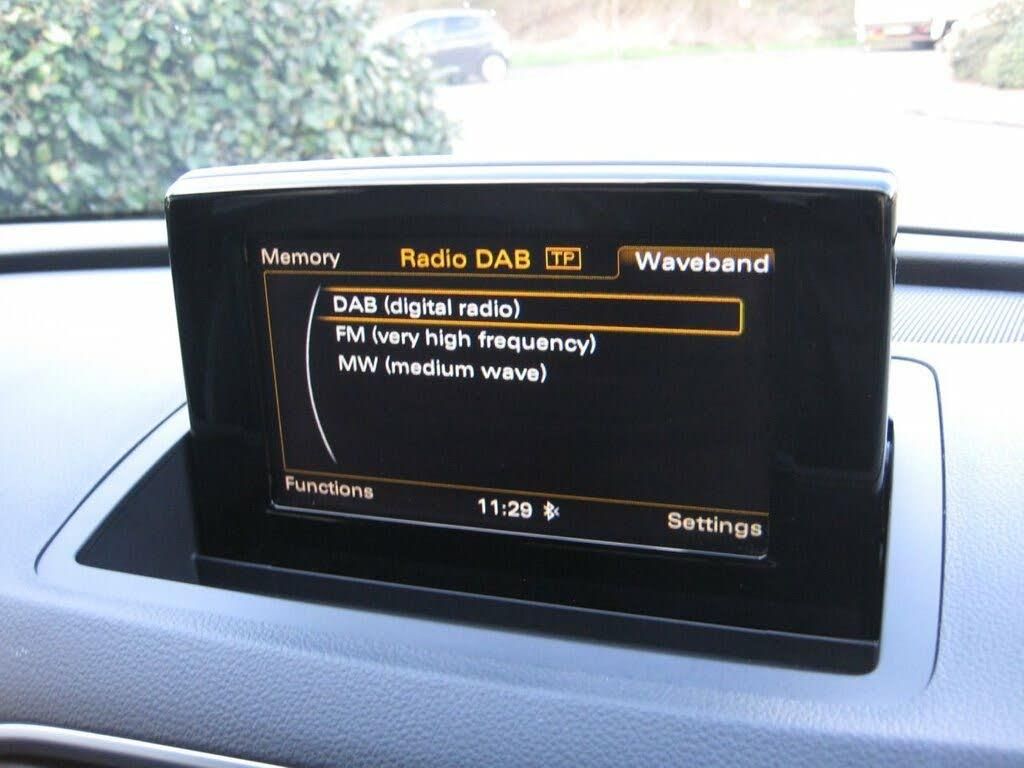 Memory Radio DAB TP Waveband
DAB (digital radio)
FM (very high frequency)
MW (medium wave)
Functions 11:29 Settings